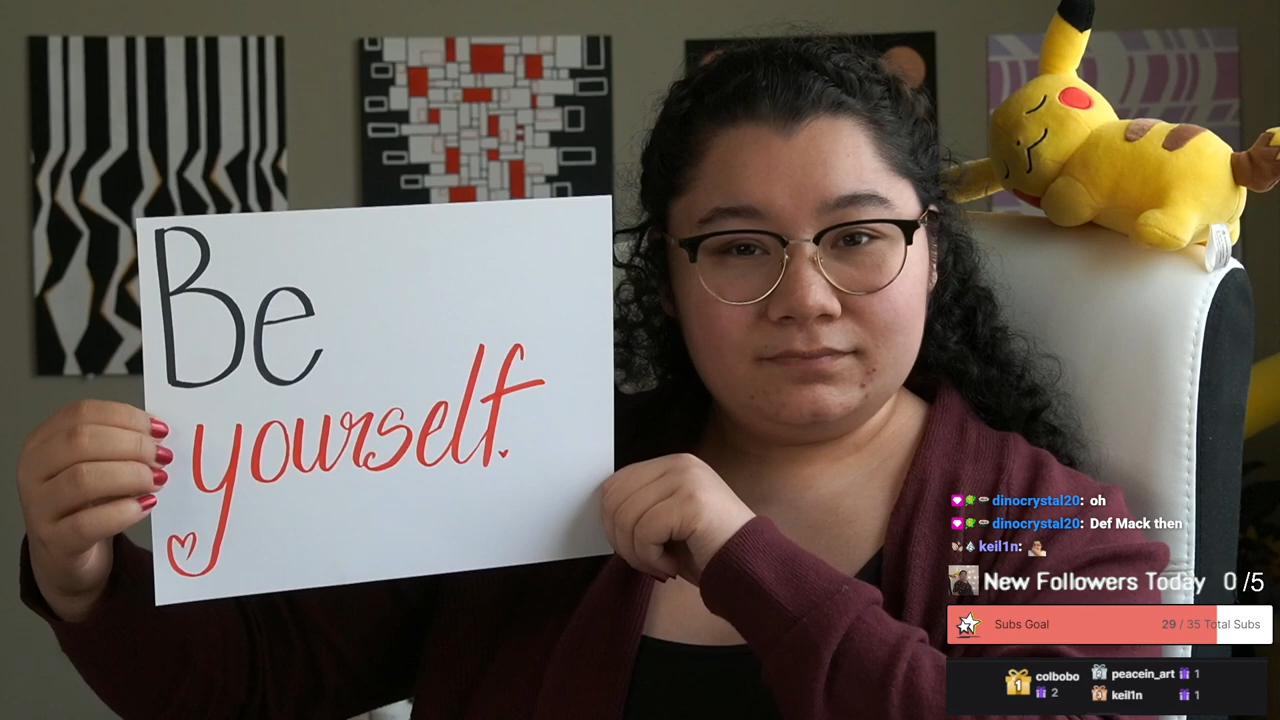 Be
yourself.
dinocrystal20: oh
dinocrystal20: Def Mack then
keil1n:
New Followers Today 0 /5
Subs Goal 29 / 35 Total Subs
1 colbobo 2
peacein_art 1
keil1n 1